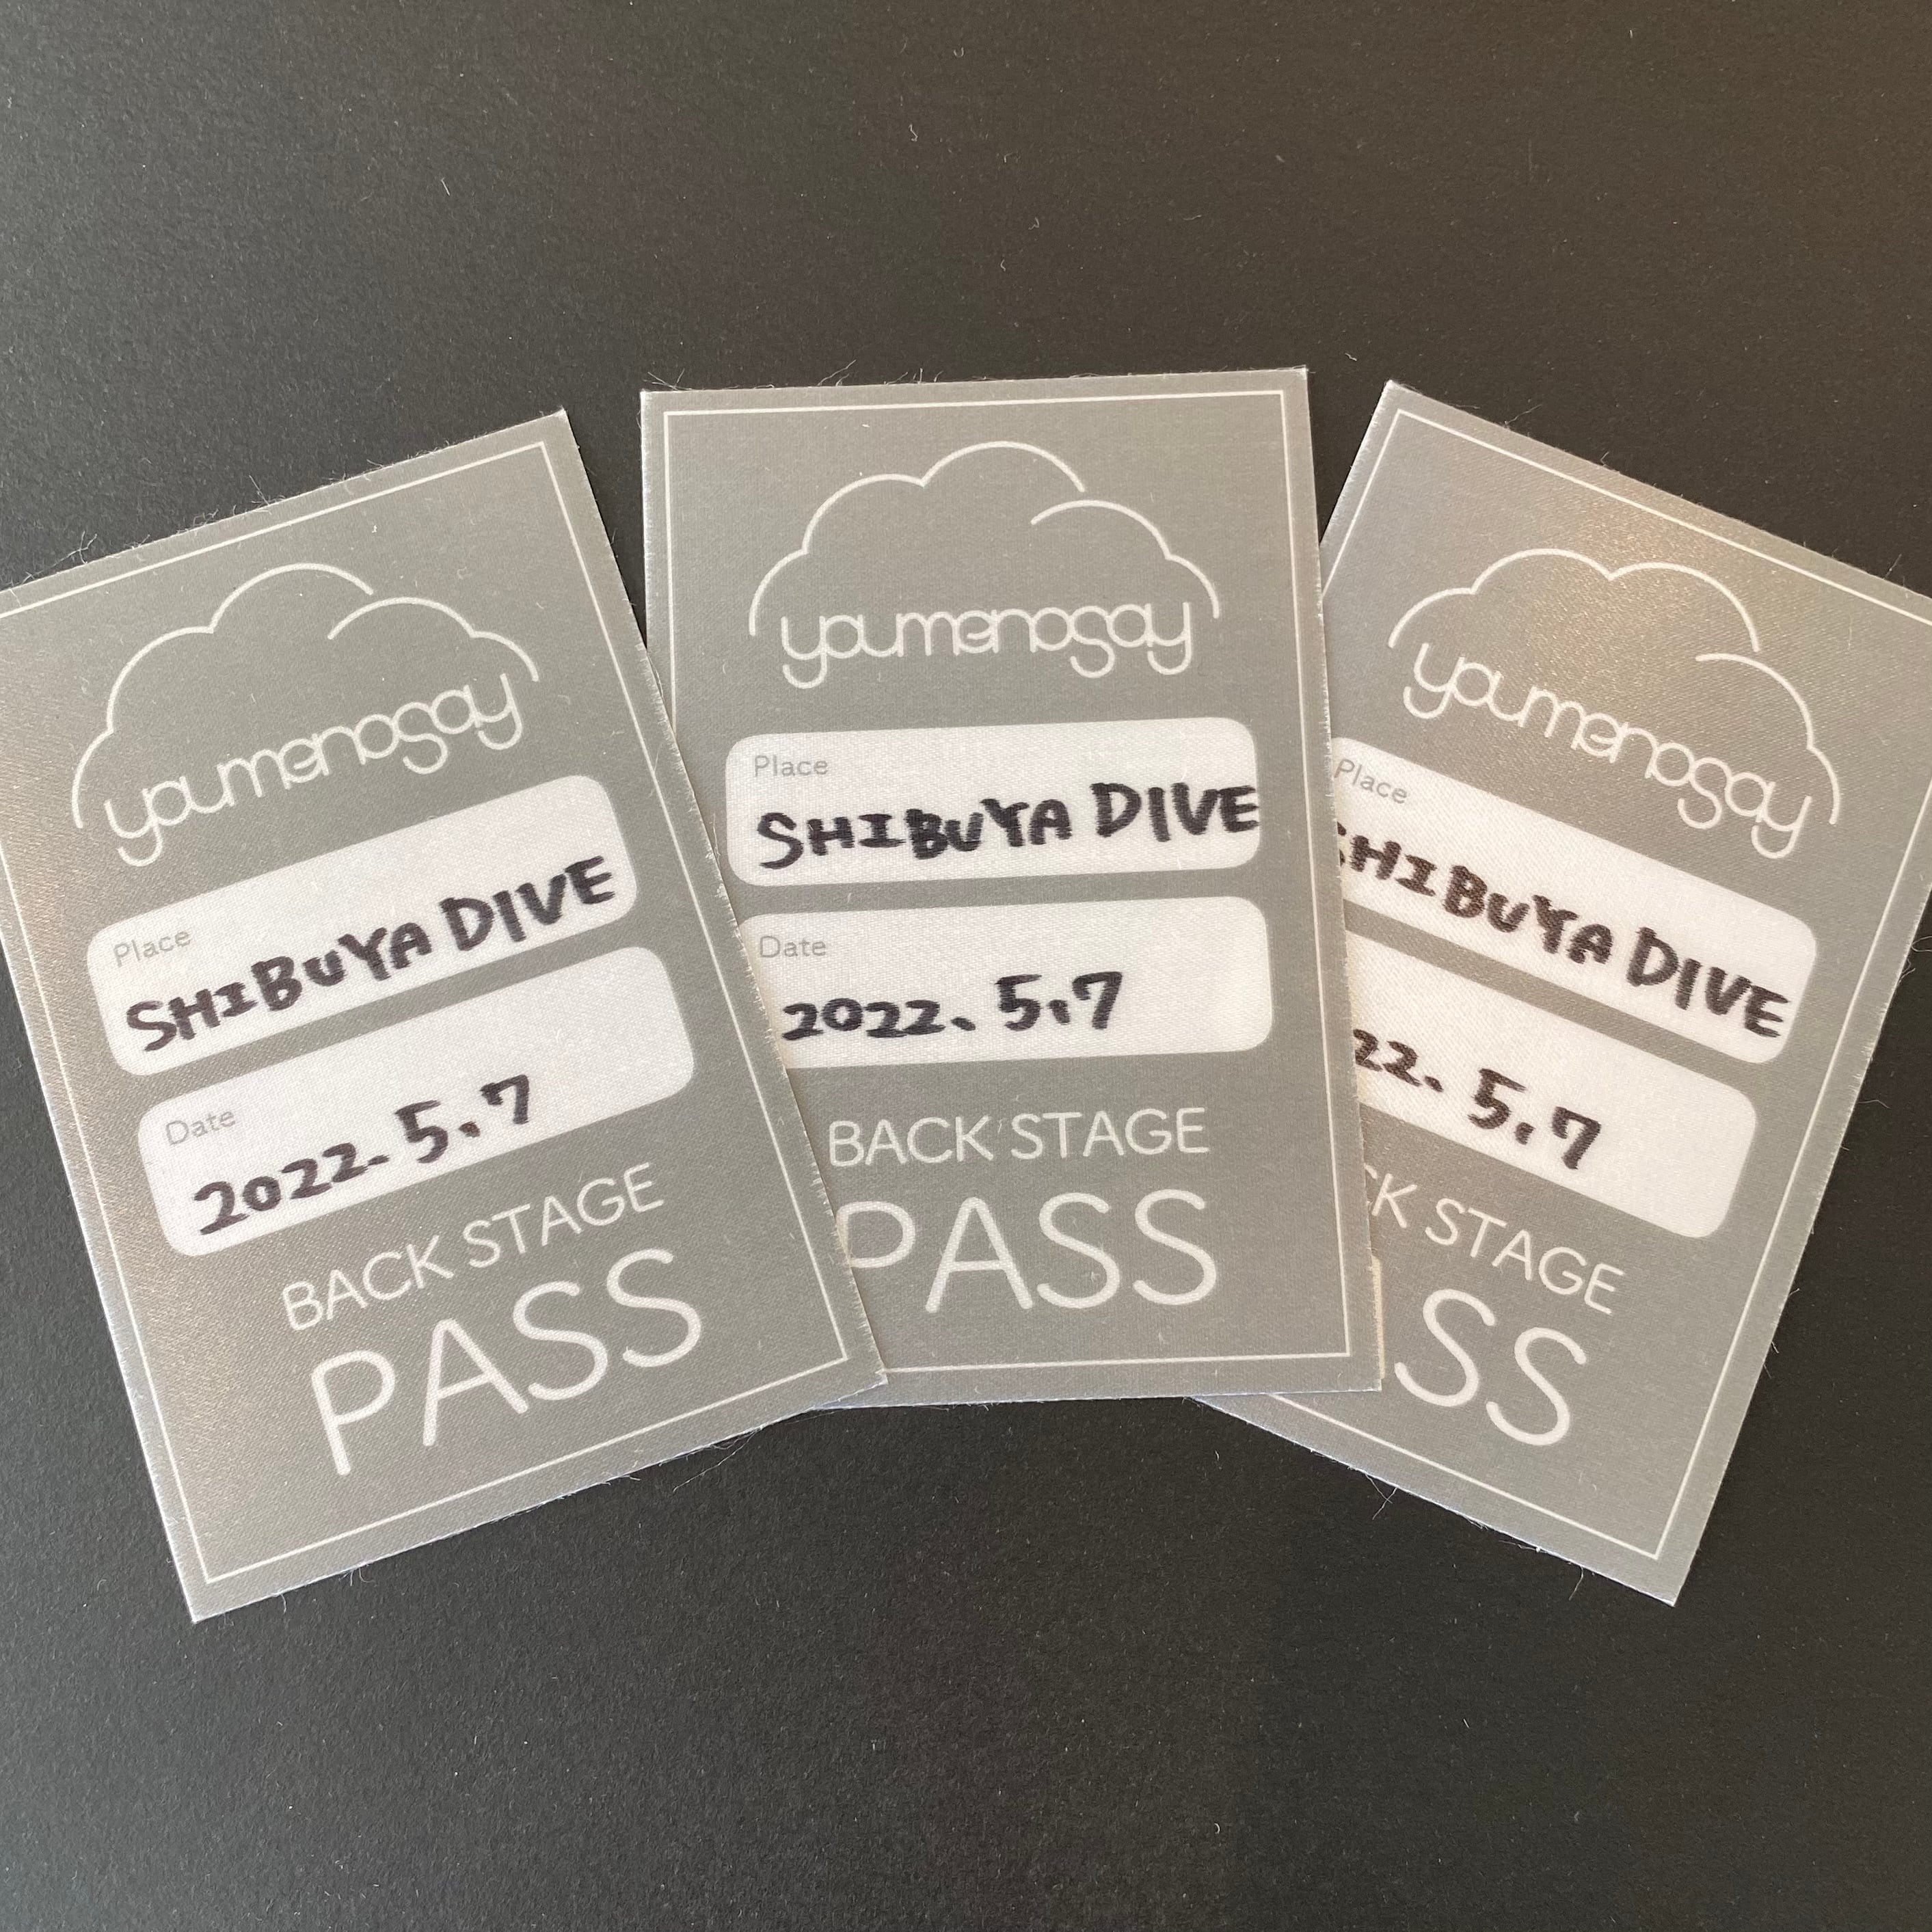 youmenosay
Place
SHIBUYA DIVE
Date
2022. 5.7
BACK STAGE
PASS
youmenosay
Place
SHIBUYA DIVE
Date
2022. 5.7
BACK STAGE
PASS
youmenosay
Place
SHIBUYA DIVE
22. 5.7
CK STAGE
SS